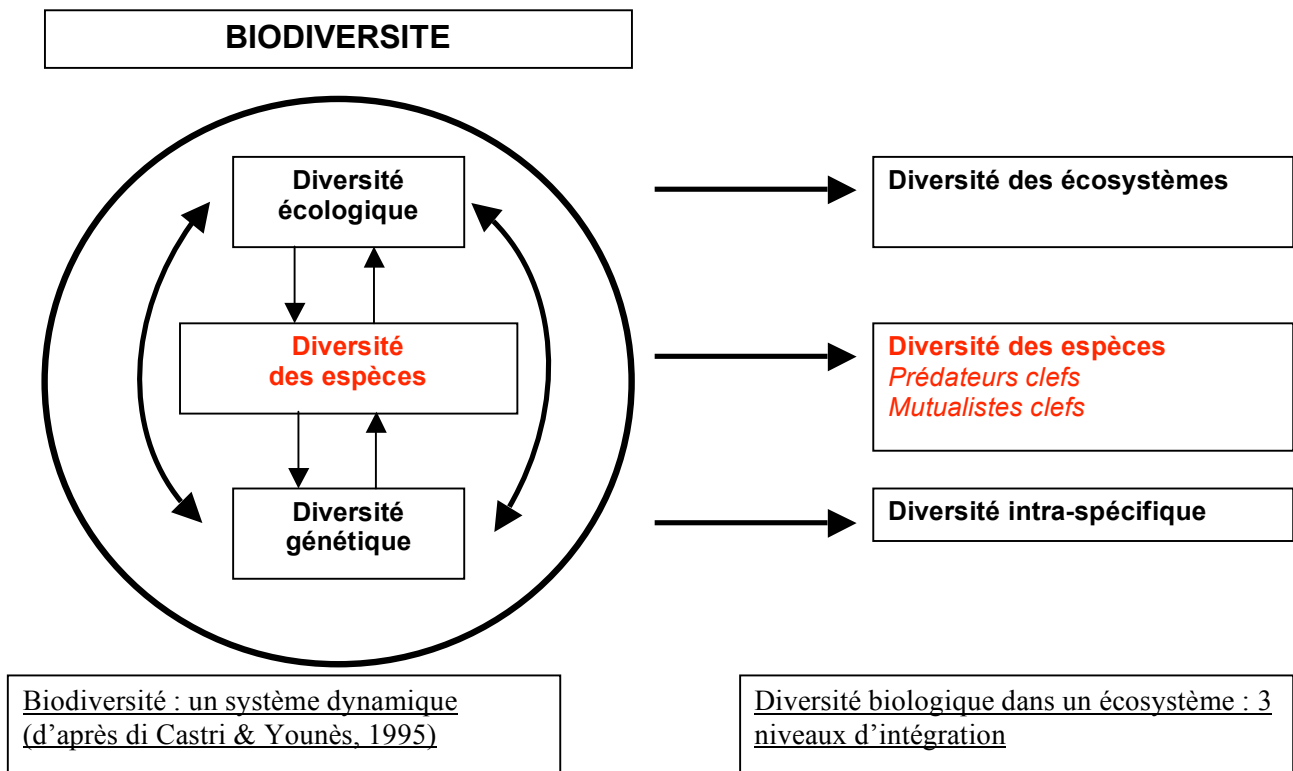 BIODIVERSITE
Diversité
écologique
Diversité
des espèces
Diversité
génétique
Diversité des écosystèmes
Diversité des espèces
Prédateurs clefs
Mutualistes clefs
Diversité intra-spécifique
Biodiversité : un système dynamique
(d’après di Castri & Younès, 1995)
Diversité biologique dans un écosystème : 3
niveaux d’intégration